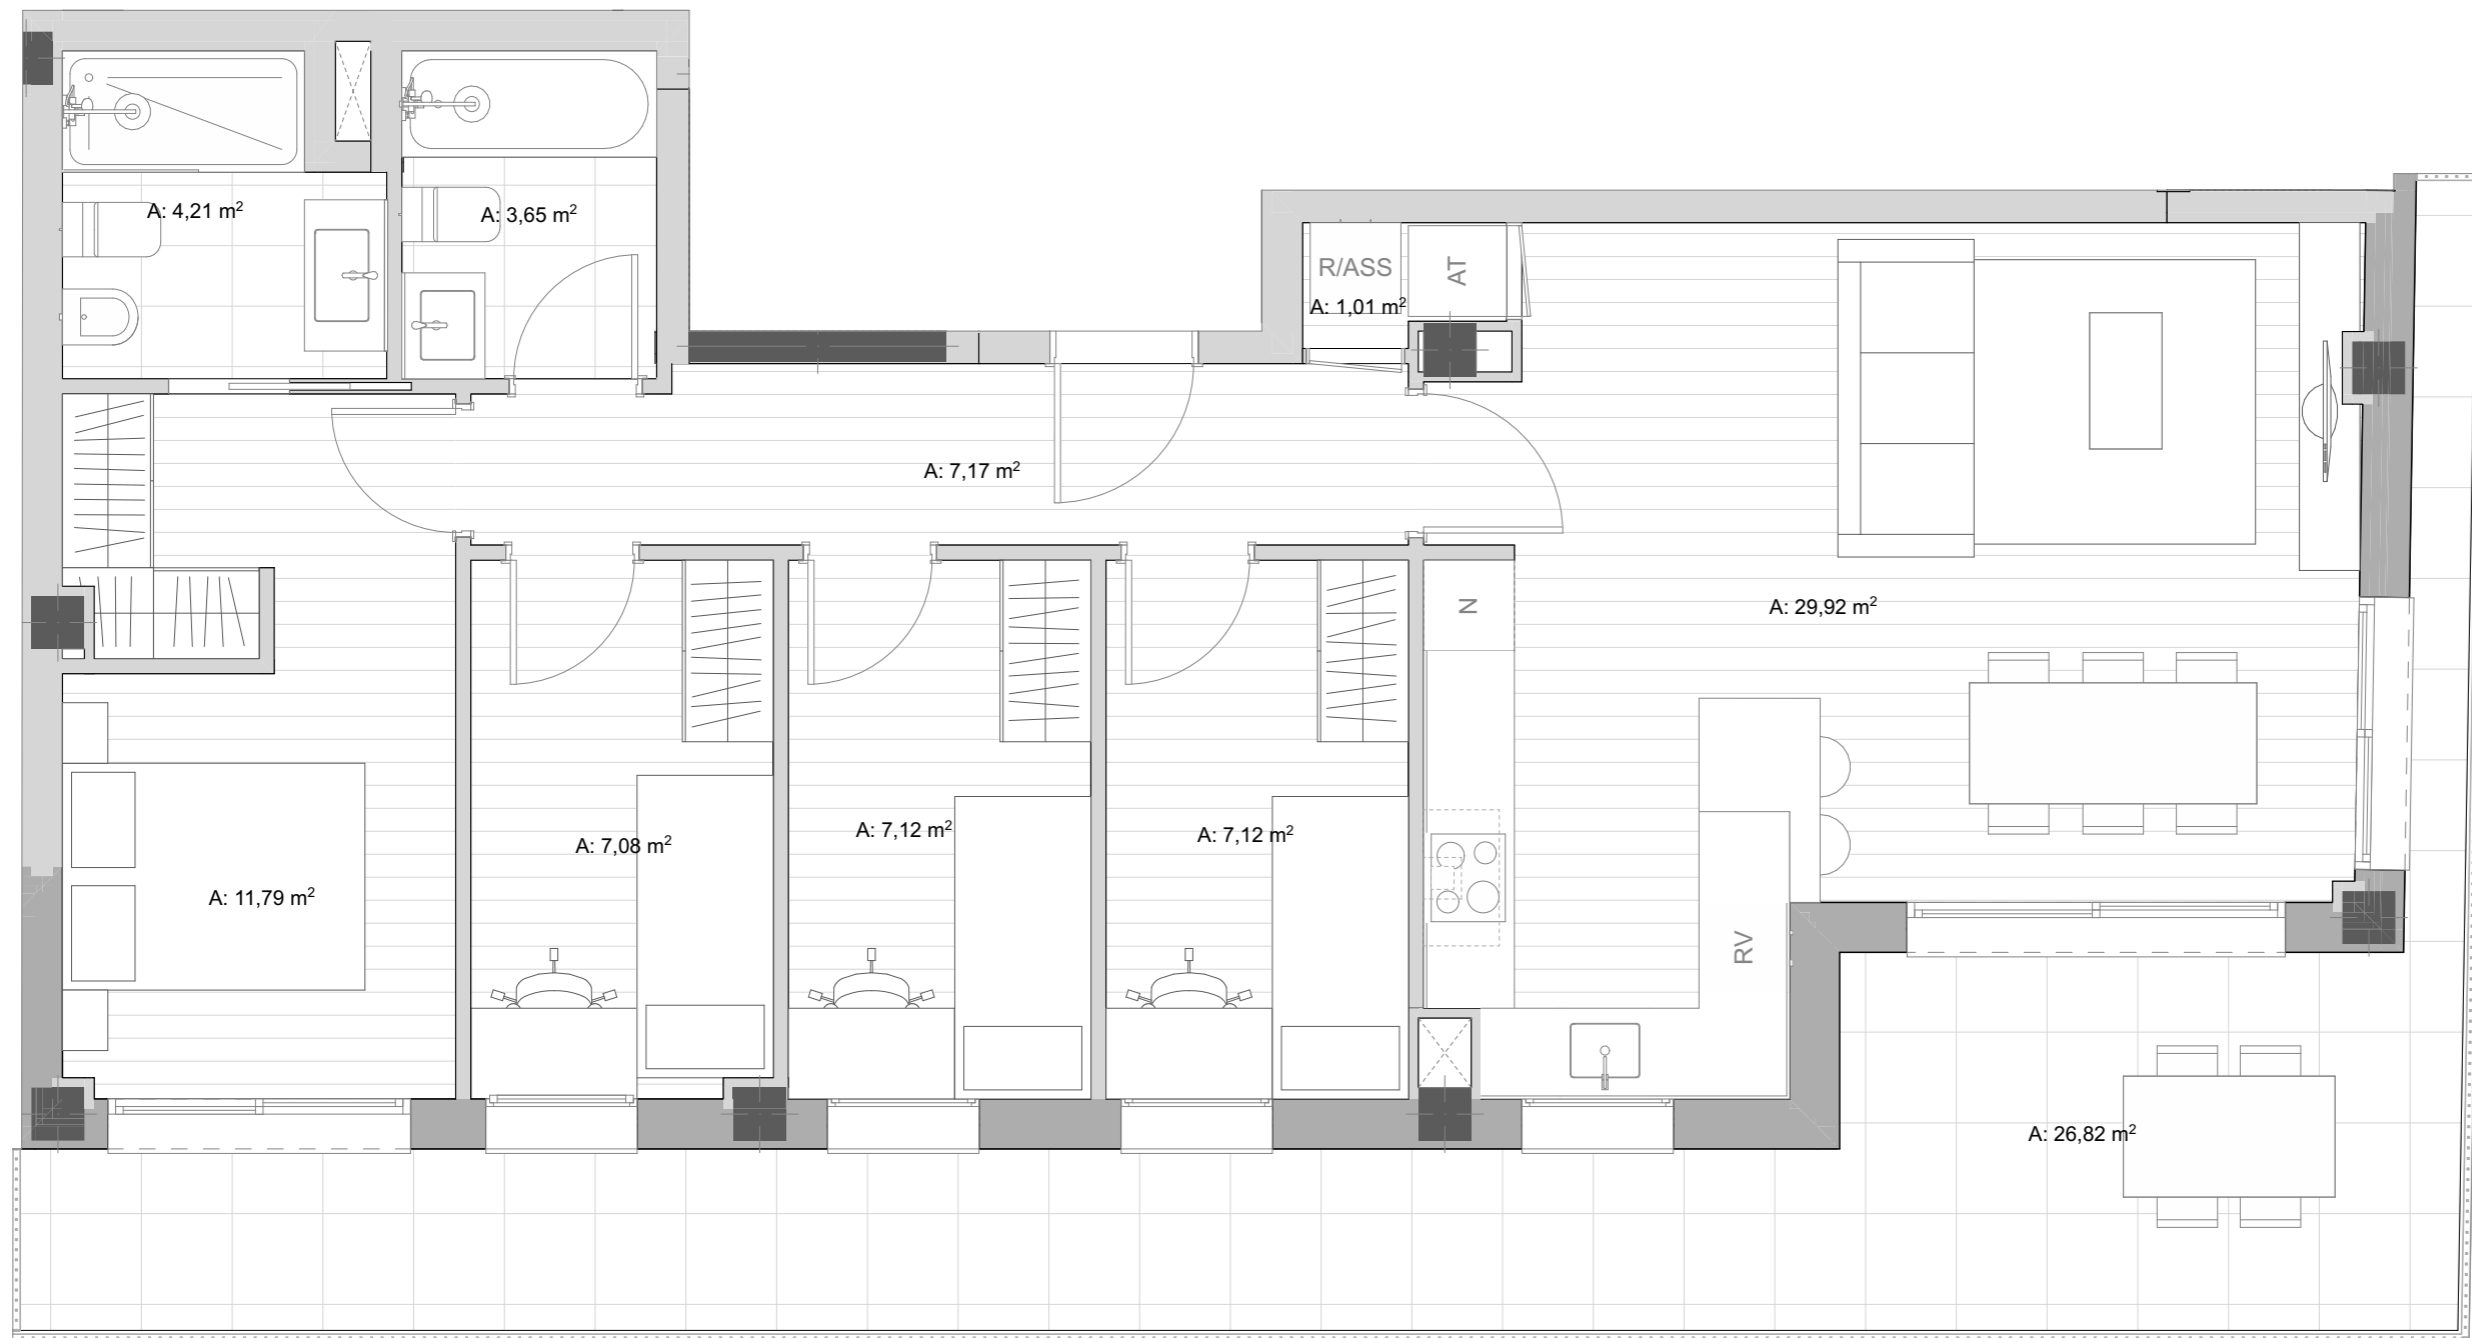 A: 4,21 m²
A: 3,65 m²
R/ASS
AT
A: 1,01 m²
A: 7,17 m²
N
A: 29,92 m²
A: 7,08 m²
A: 7,12 m²
A: 7,12 m²
A: 11,79 m²
RV
A: 26,82 m²